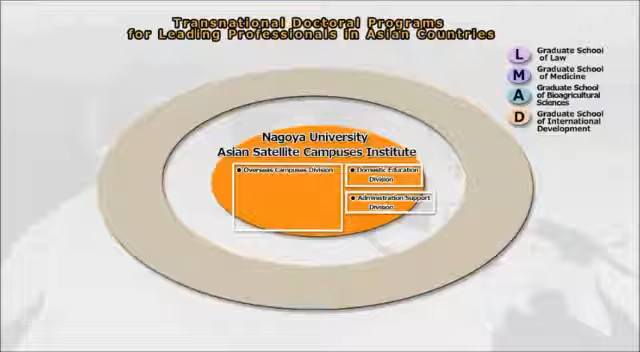 Transnational Doctoral Programs
for Leading Professionals in Asian Countries
L Graduate School
of Law
M Graduate School
of Medicine
A Graduate School
of Bioagricultural
Sciences
D Graduate School
of International
Development
Nagoya University
Asian Satellite Campuses Institute
● Overseas Campuses Division
● Domestic Education
Division
● Administration Support
Division